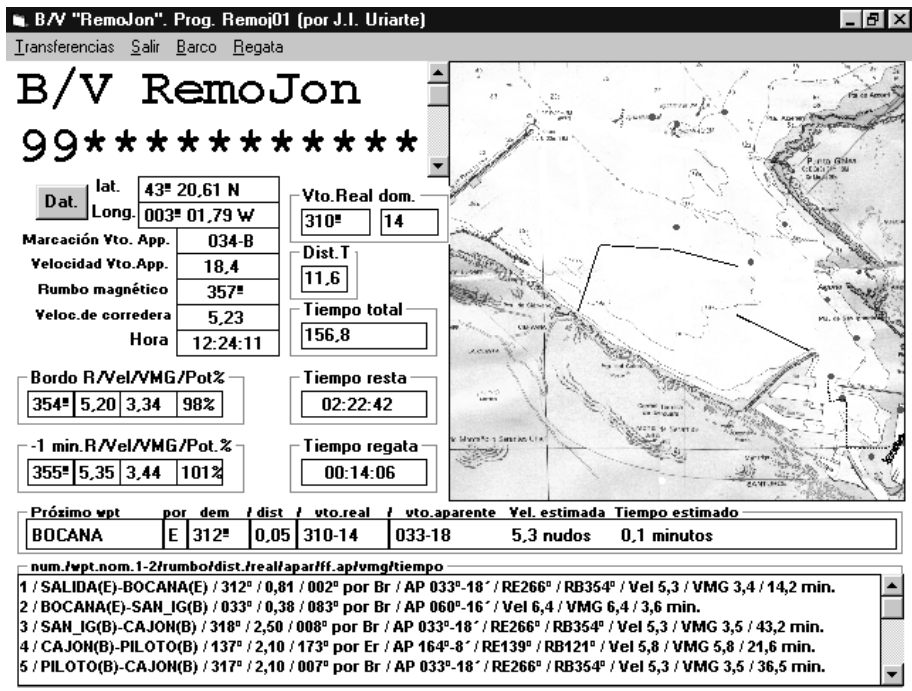 B/V "RemoJon". Prog. Remoj01 (por J.I. Uriarte)
Transferencias Salir Barco Regata
B/V RemoJon
99***********
Dat.
lat. 43º 20,61 N
Long. 003º 01,79 W
Marcación Vto. App. 034-B
Velocidad Vto.App. 18,4
Rumbo magnético 357º
Veloc.de corredera 5,23
Hora 12:24:11
Vto.Real dom.
310º 14
Dist.T
11,6
Tiempo total
156,8
Bordo R/Vel/VMG/Pot%
354º 5,20 3,34 98%
Tiempo resta
02:22:42
-1 min.R/Vel/VMG/Pot.%
355º 5,35 3,44 101%
Tiempo regata
00:14:06
Punta Galea
SANTURCE
Próximo wpt por dem / dist / vto.real / vto.aparente Vel. estimada Tiempo estimado
BOCANA E 312º 0,05 310-14 033-18 5,3 nudos 0,1 minutos
num./wpt.nom.1-2/rumbo/dist./real/apar/ff.ap/vmg/tiempo
1 / SALIDA(E)-BOCANA(E) / 312º / 0,81 / 002º por Br / AP 033º-18´ / RE266º / RB354º / Vel 5,3 / VMG 3,4 / 14,2 min.
2 / BOCANA(E)-SAN_IG(B) / 033º / 0,38 / 083º por Br / AP 060º-16´ / Vel 6,4 / VMG 6,4 / 3,6 min.
3 / SAN_IG(B)-CAJON(B) / 318º / 2,50 / 008º por Br / AP 033º-18´ / RE266º / RB354º / Vel 5,3 / VMG 3,5 / 43,2 min.
4 / CAJON(B)-PILOTO(B) / 137º / 2,10 / 173º por Er / AP 164º-8´ / RE139º / RB121º / Vel 5,8 / VMG 5,8 / 21,6 min.
5 / PILOTO(B)-CAJON(B) / 317º / 2,10 / 007º por Br / AP 033º-18´ / RE266º / RB354º / Vel 5,3 / VMG 3,5 / 36,5 min.